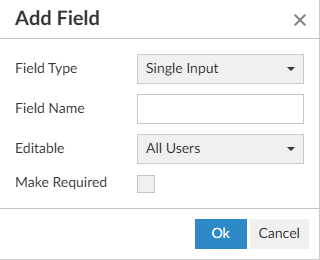 Add Field
Field Type Single Input
Field Name
Editable All Users
Make Required
Ok Cancel